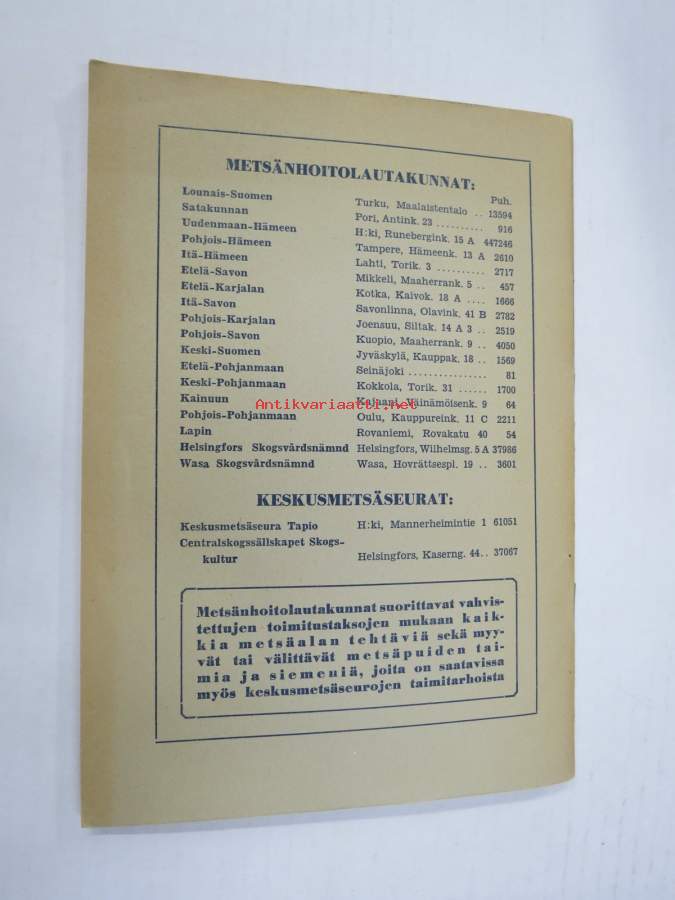 METSÄNHOITOLAUTAKUNNAT:
Puh.
Lounais-Suomen Turku, Maalaistentalo .. 13594
Satakunnan Pori, Antink. 23 .......... 916
Uudenmaan-Hämeen H:ki, Runebergink. 15 A 447246
Pohjois-Hämeen Tampere, Hämeenk. 13 A 2610
Itä-Hämeen Lahti, Torik. 3 .......... 2717
Etelä-Savon Mikkeli, Maaherrank. 5 .. 457
Etelä-Karjalan Kotka, Kaivok. 18 A .... 1666
Itä-Savon Savonlinna, Olavink. 41 B 2782
Pohjois-Karjalan Joensuu, Siltak. 14 A 3 .. 2519
Pohjois-Savon Kuopio, Maaherrank. 9 .. 4050
Keski-Suomen Jyväskylä, Kauppak. 18 .. 1569
Etelä-Pohjanmaan Seinäjoki ................ 81
Keski-Pohjanmaan Kokkola, Torik. 31 ...... 1700
Kainuun Kajaani, Väinämöisenk. 9 64
Antikvariaatti.net
Pohjois-Pohjanmaan Oulu, Kauppureink. 11 C 2211
Lapin Rovaniemi, Rovakatu 40 54
Helsingfors Skogsvårdsnämnd Helsingfors, Wilhelmsg. 5 A 37986
Wasa Skogsvårdsnämnd Wasa, Hovrättsespl. 19 .. 3601
KESKUSMETSÄSEURAT:
Keskusmetsäseura Tapio H:ki, Mannerheimintie 1 61051
Centralskogssällskapet Skogs-
kultur Helsingfors, Kaserng. 44.. 37067
Metsänhoitolautakunnat suorittavat vahvis-
tettujen toimitustaksojen mukaan kaik-
kia metsäalan tehtäviä sekä myy-
vät tai välittävät metsäpuiden tai-
mia ja siemeniä, joita on saatavissa
myös keskusmetsäseurojen taimitarhoista